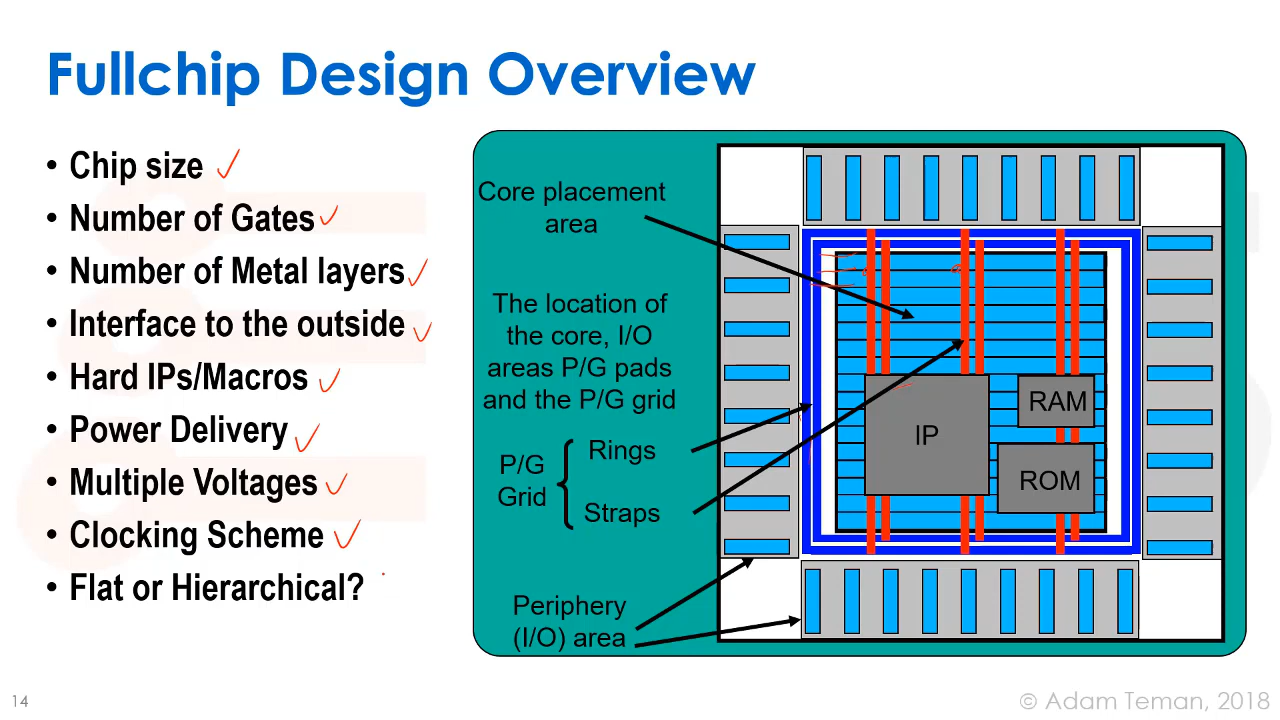 Fullchip Design Overview
• Chip size
• Number of Gates
• Number of Metal layers
• Interface to the outside
• Hard IPs/Macros
• Power Delivery
• Multiple Voltages
• Clocking Scheme
• Flat or Hierarchical?
Core placement
area
The location of
the core, I/O
areas P/G pads
and the P/G grid
P/G
Grid
Rings
Straps
Periphery
(I/O) area
IP
RAM
ROM
14
© Adam Teman, 2018